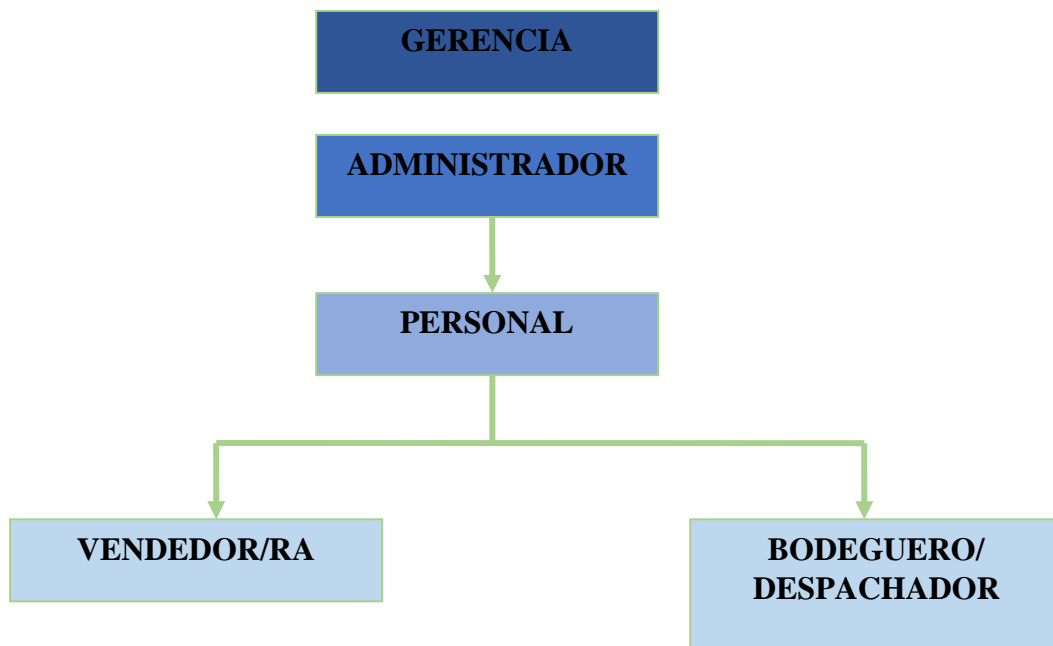 GERENCIA
ADMINISTRADOR
PERSONAL
VENDEDOR/RA
BODEGUERO/
DESPACHADOR